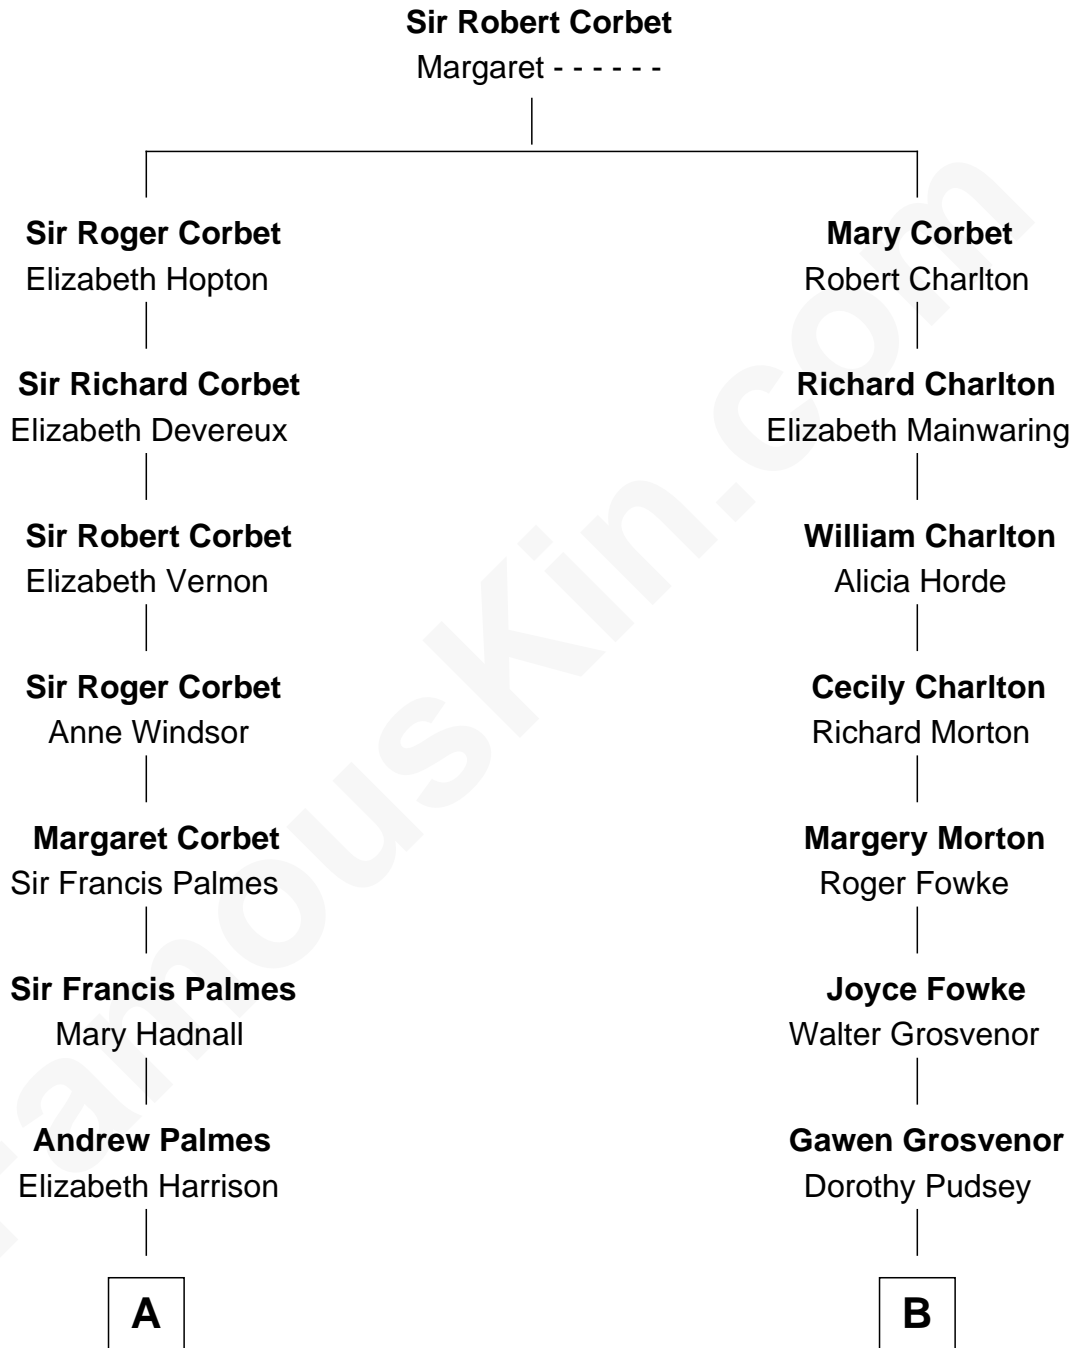 Sir Robert Corbet
Margaret - - - - - -
Sir Roger Corbet
Elizabeth Hopton
Mary Corbet
Robert Charlton
Sir Richard Corbet
Elizabeth Devereux
Richard Charlton
Elizabeth Mainwaring
Sir Robert Corbet
Elizabeth Vernon
William Charlton
Alicia Horde
Sir Roger Corbet
Anne Windsor
Cecily Charlton
Richard Morton
Margaret Corbet
Sir Francis Palmes
Margery Morton
Roger Fowke
Sir Francis Palmes
Mary Hadnall
Joyce Fowke
Walter Grosvenor
Andrew Palmes
Elizabeth Harrison
Gawen Grosvenor
Dorothy Pudsey
A
B
FamousKin.com